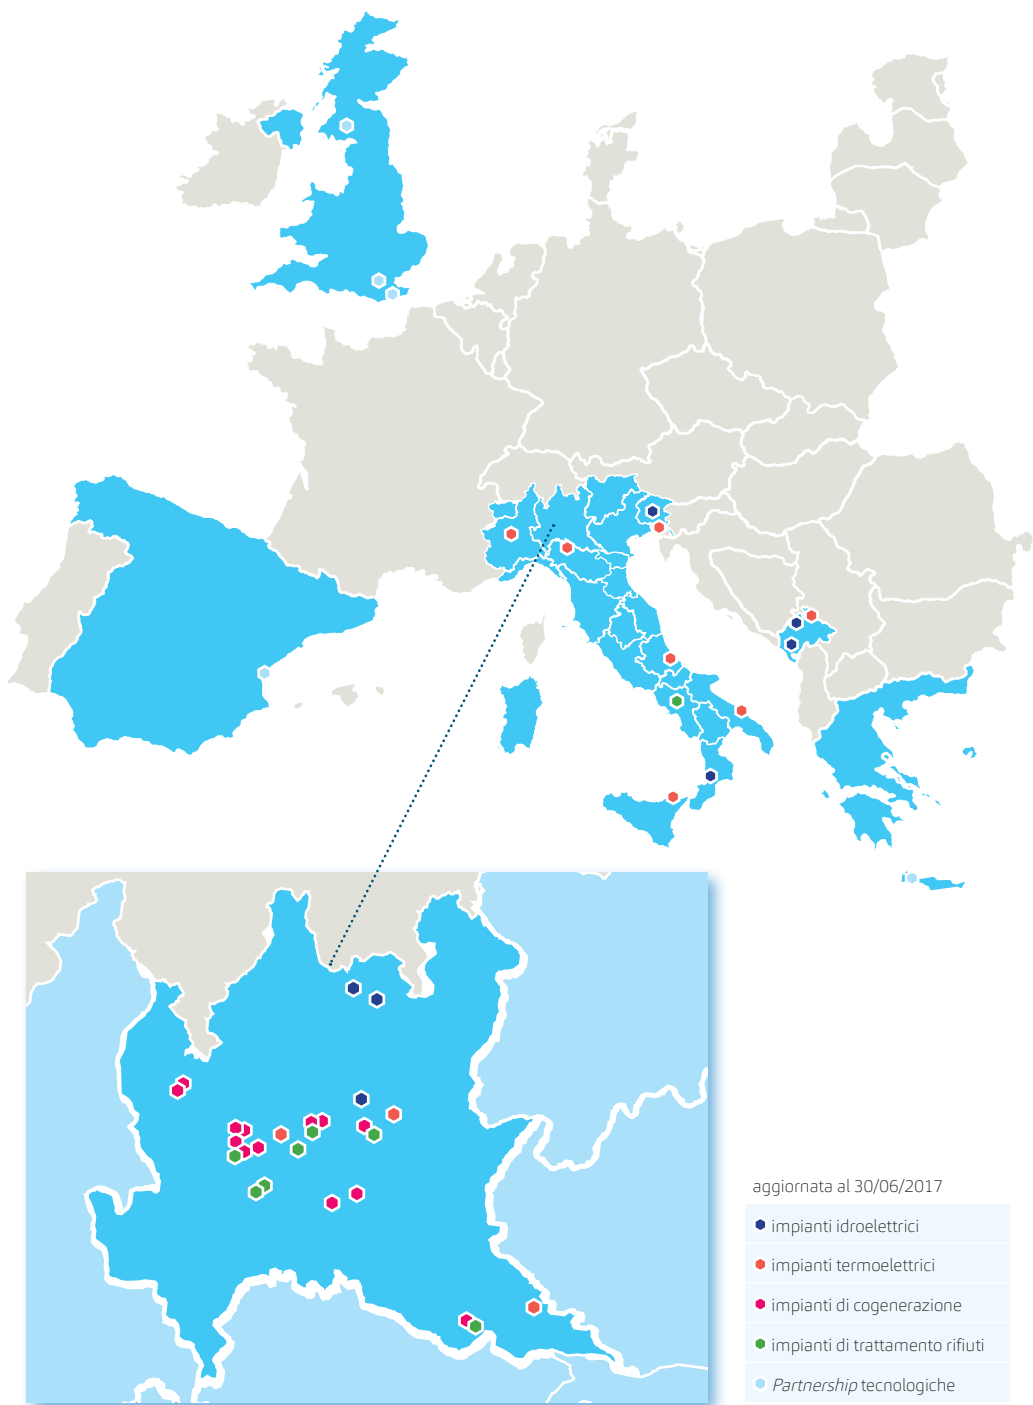 aggiornata al 30/06/2017
impianti idroelettrici
impianti termoelettrici
impianti di cogenerazione
impianti di trattamento rifiuti
Partnership tecnologiche